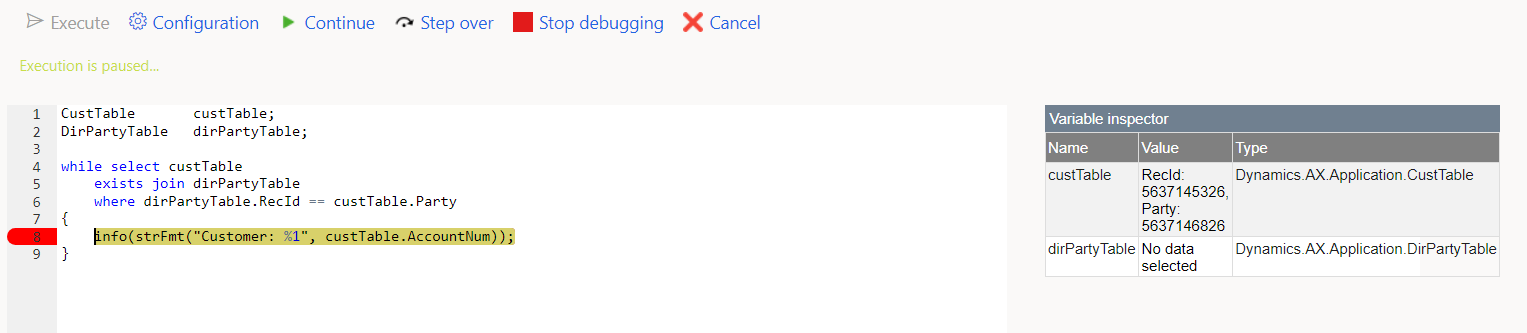 Execute Configuration Continue Step over Stop debugging Cancel
Execution is paused...
1 CustTable custTable;
2 DirPartyTable dirPartyTable;
3
4 while select custTable
5 exists join dirPartyTable
6 where dirPartyTable.RecId == custTable.Party
7 {
8 info(strFmt("Customer: %1", custTable.AccountNum));
9 }
Variable inspector
Name Value Type
custTable RecId: Dynamics.AX.Application.CustTable
5637145326,
Party:
5637146826
dirPartyTable No data Dynamics.AX.Application.DirPartyTable
selected